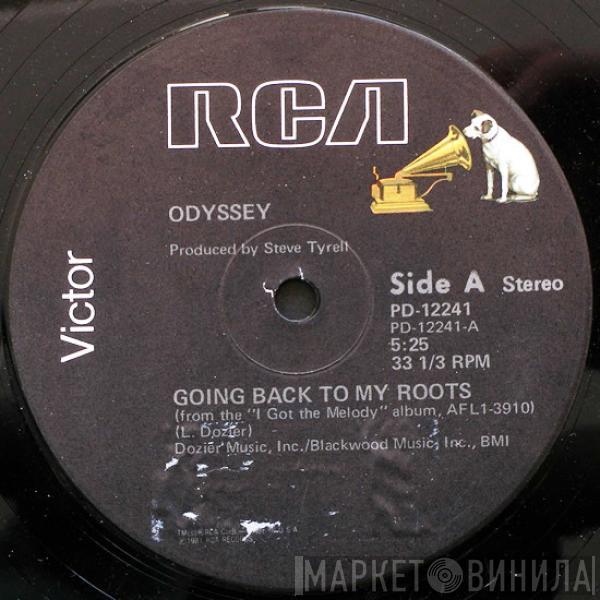 RCA
ODYSSEY
Produced by Steve Tyrell
Victor
Side A Stereo
PD-12241
PD-12241-A
5:25
33 1/3 RPM
GOING BACK TO MY ROOTS
(from the "I Got the Melody" album, AFL1-3910)
(L. Dozier)
Dozier Music, Inc./Blackwood Music, Inc., BMI
МАРКЕТ ВИНИЛА